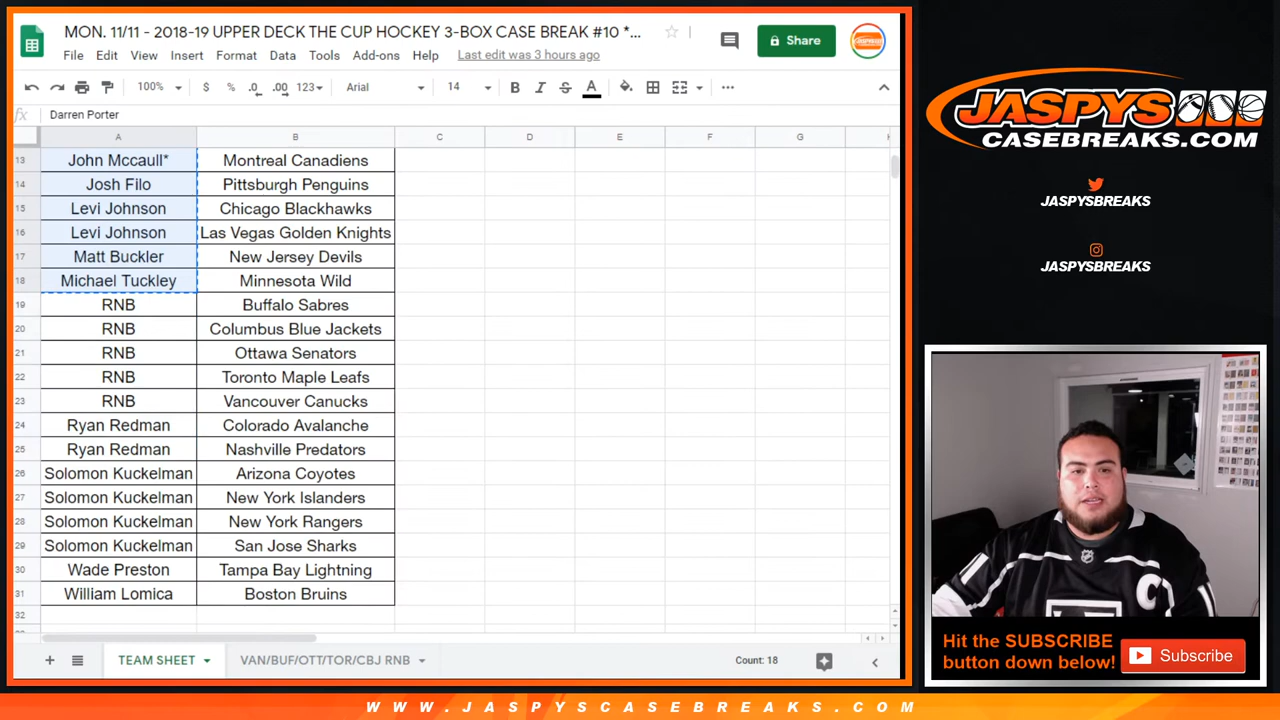 MON. 11/11 - 2018-19 UPPER DECK THE CUP HOCKEY 3-BOX CASE BREAK #10 *...
Share
File Edit View Insert Format Data Tools Add-ons Help Last edit was 3 hours ago
100% $ % .0 .00 123 Arial 14 B I S A
fx Darren Porter
A B C D E F G
13 John Mccaull* Montreal Canadiens
14 Josh Filo Pittsburgh Penguins
15 Levi Johnson Chicago Blackhawks
16 Levi Johnson Las Vegas Golden Knights
17 Matt Buckler New Jersey Devils
18 Michael Tuckley Minnesota Wild
19 RNB Buffalo Sabres
20 RNB Columbus Blue Jackets
21 RNB Ottawa Senators
22 RNB Toronto Maple Leafs
23 RNB Vancouver Canucks
24 Ryan Redman Colorado Avalanche
25 Ryan Redman Nashville Predators
26 Solomon Kuckelman Arizona Coyotes
27 Solomon Kuckelman New York Islanders
28 Solomon Kuckelman New York Rangers
29 Solomon Kuckelman San Jose Sharks
30 Wade Preston Tampa Bay Lightning
31 William Lomica Boston Bruins
32
TEAM SHEET VAN/BUF/OTT/TOR/CBJ RNB Count: 18
JASPYS
CASEBREAKS.COM
JASPYSBREAKS
JASPYSBREAKS
C
Hit the SUBSCRIBE
button down below!
Subscribe
WWW.JASPYSCASEBREAKS.COM